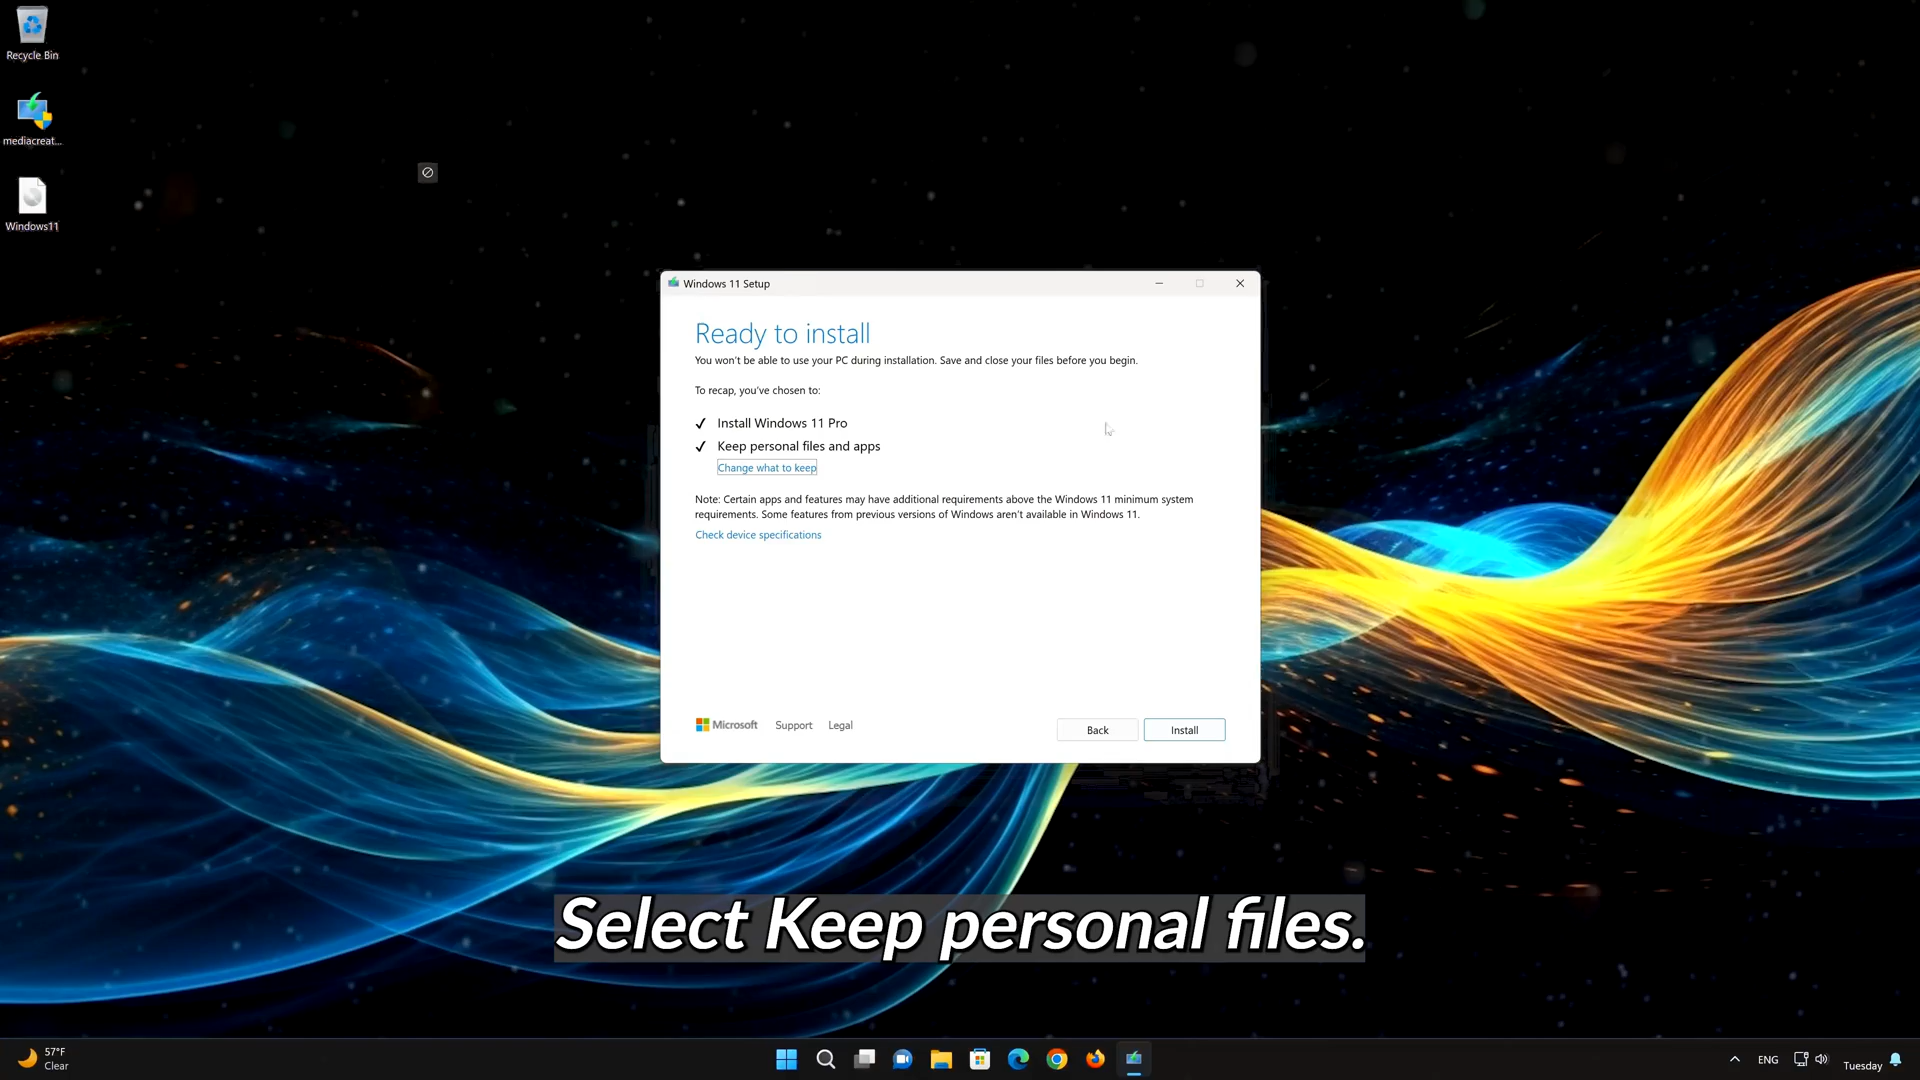 Recycle Bin
mediacreat...
Windows11
Windows 11 Setup
Ready to install
You won't be able to use your PC during installation. Save and close your files before you begin.
To recap, you've chosen to:
Install Windows 11 Pro
Keep personal files and apps
Change what to keep
Note: Certain apps and features may have additional requirements above the Windows 11 minimum system
requirements. Some features from previous versions of Windows aren't available in Windows 11.
Check device specifications
Microsoft Support Legal
Back Install
Select Keep personal files.
57°F
Clear
ENG
Tuesday